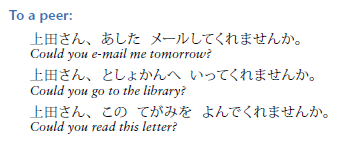 To a peer:
上田さん、あした メールしてくれませんか。
Could you e-mail me tomorrow?
上田さん、としょかんへ いってくれませんか。
Could you go to the library?
上田さん、この てがみを よんでくれませんか。
Could you read this letter?